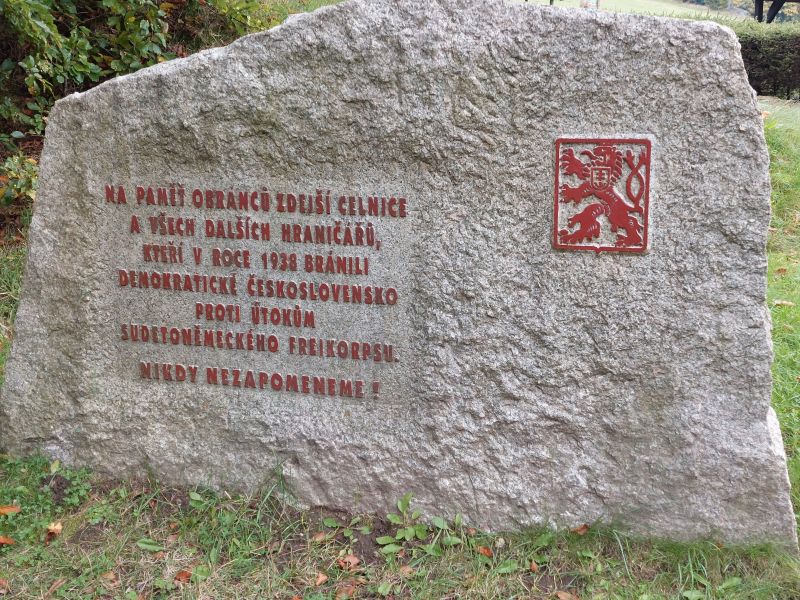 NA PAMĚŤ OBRÁNCŮ ZDEJŠÍ CELNICE
A VŠECH DALŠÍCH HRANIČÁŘŮ,
KTEŘÍ V ROCE 1938 BRÁNILI
DEMOKRATICKÉ ČESKOSLOVENSKO
PROTI ÚTOKŮM
SUDETONĚMECKÉHO FREIKORPSU.
NIKDY NEZAPOMENEME !